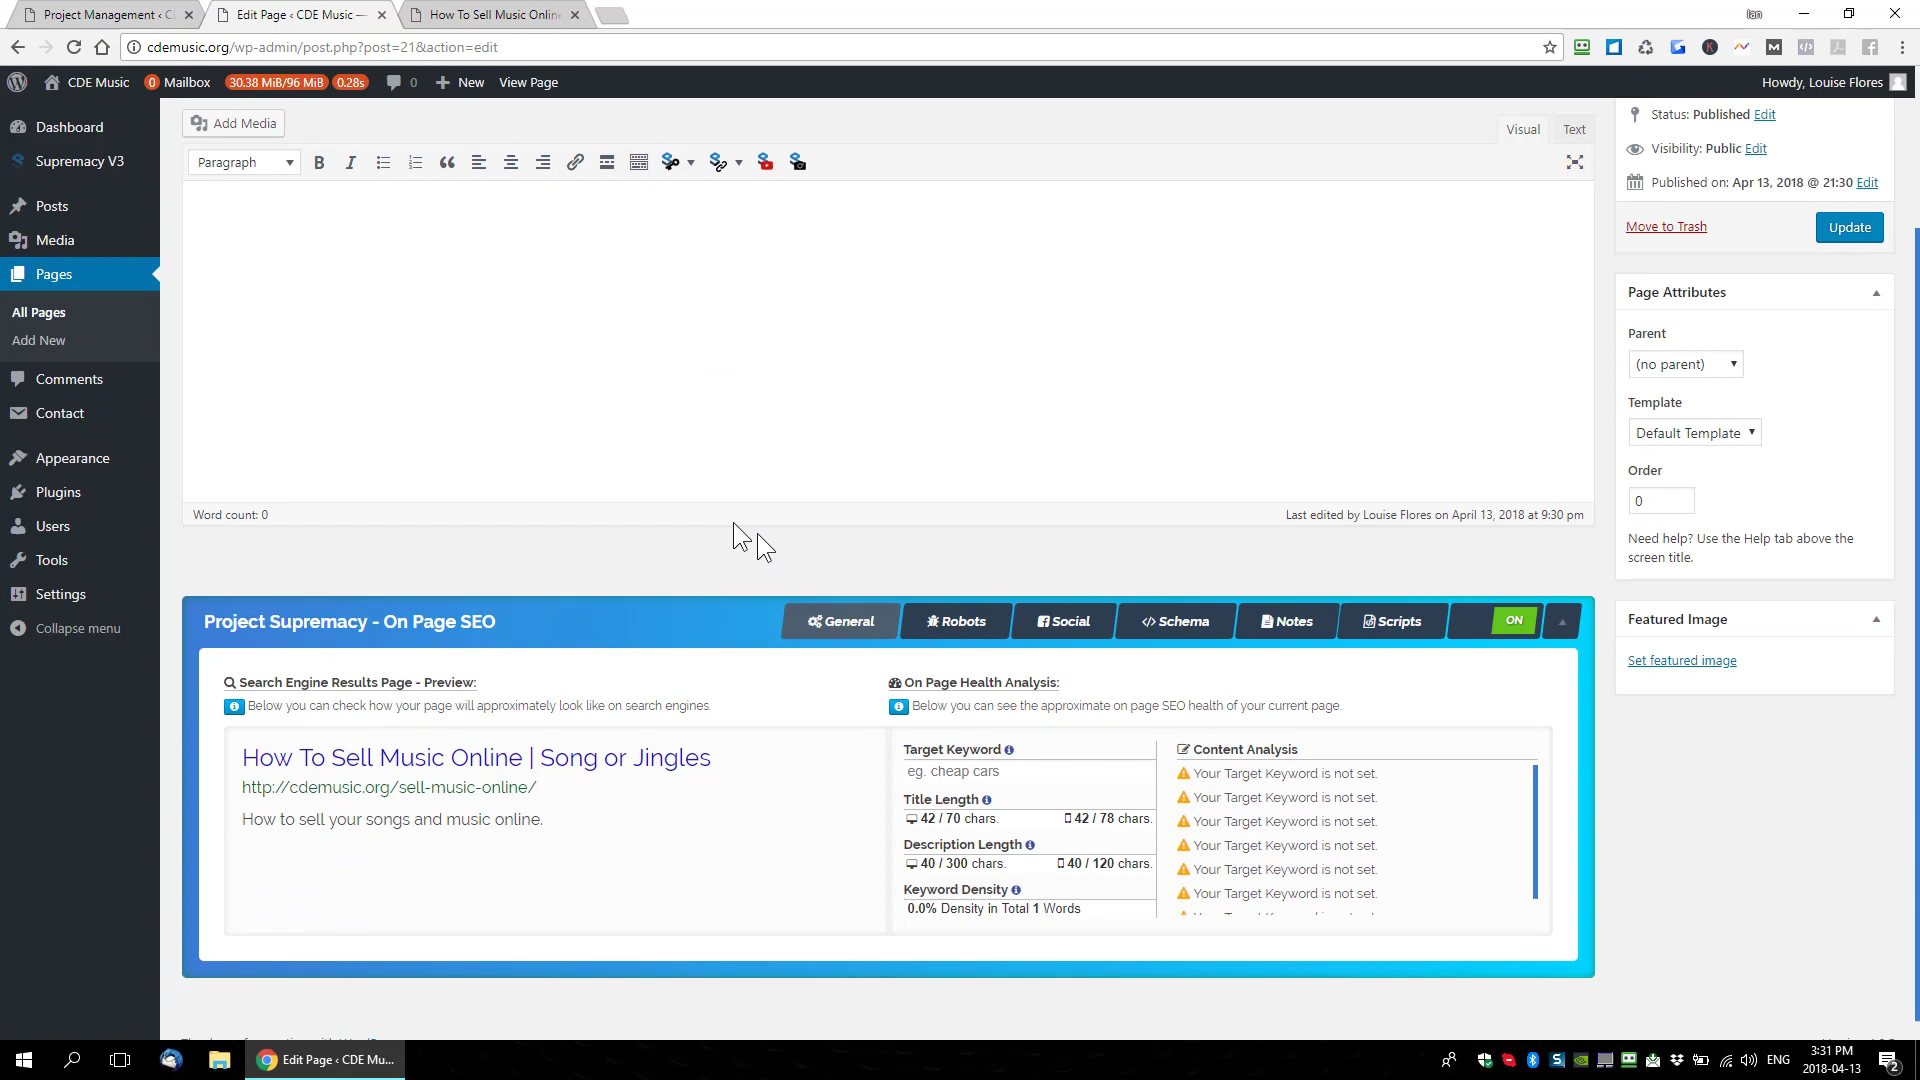 Project Management ‹ C
Edit Page ‹ CDE Music —
How To Sell Music Online
Ian
cdemusic.org/wp-admin/post.php?post=21&action=edit
CDE Music
0 Mailbox
30.38 MiB/96 MiB
0.28s
0
New
View Page
Howdy, Louise Flores
Dashboard
Supremacy V3
Posts
Media
Pages
All Pages
Add New
Comments
Contact
Appearance
Plugins
Users
Tools
Settings
Collapse menu
Add Media
Visual
Text
Paragraph
Word count: 0
Last edited by Louise Flores on April 13, 2018 at 9:30 pm
Status: Published Edit
Visibility: Public Edit
Published on: Apr 13, 2018 @ 21:30 Edit
Move to Trash
Update
Page Attributes
Parent
(no parent)
Template
Default Template
Order
0
Need help? Use the Help tab above the
screen title.
Featured Image
Set featured image
Project Supremacy - On Page SEO
General
Robots
Social
Schema
Notes
Scripts
ON
Search Engine Results Page - Preview:
Below you can check how your page will approximately look like on search engines.
How To Sell Music Online | Song or Jingles
http://cdemusic.org/sell-music-online/
How to sell your songs and music online.
On Page Health Analysis:
Below you can see the approximate on page SEO health of your current page.
Target Keyword
eg. cheap cars
Title Length
42 / 70 chars.
42 / 78 chars.
Description Length
40 / 300 chars.
40 / 120 chars.
Keyword Density
0.0% Density in Total 1 Words
Content Analysis
Your Target Keyword is not set.
Your Target Keyword is not set.
Your Target Keyword is not set.
Your Target Keyword is not set.
Your Target Keyword is not set.
Your Target Keyword is not set.
Edit Page ‹ CDE Mu...
ENG
3:31 PM
2018-04-13
2